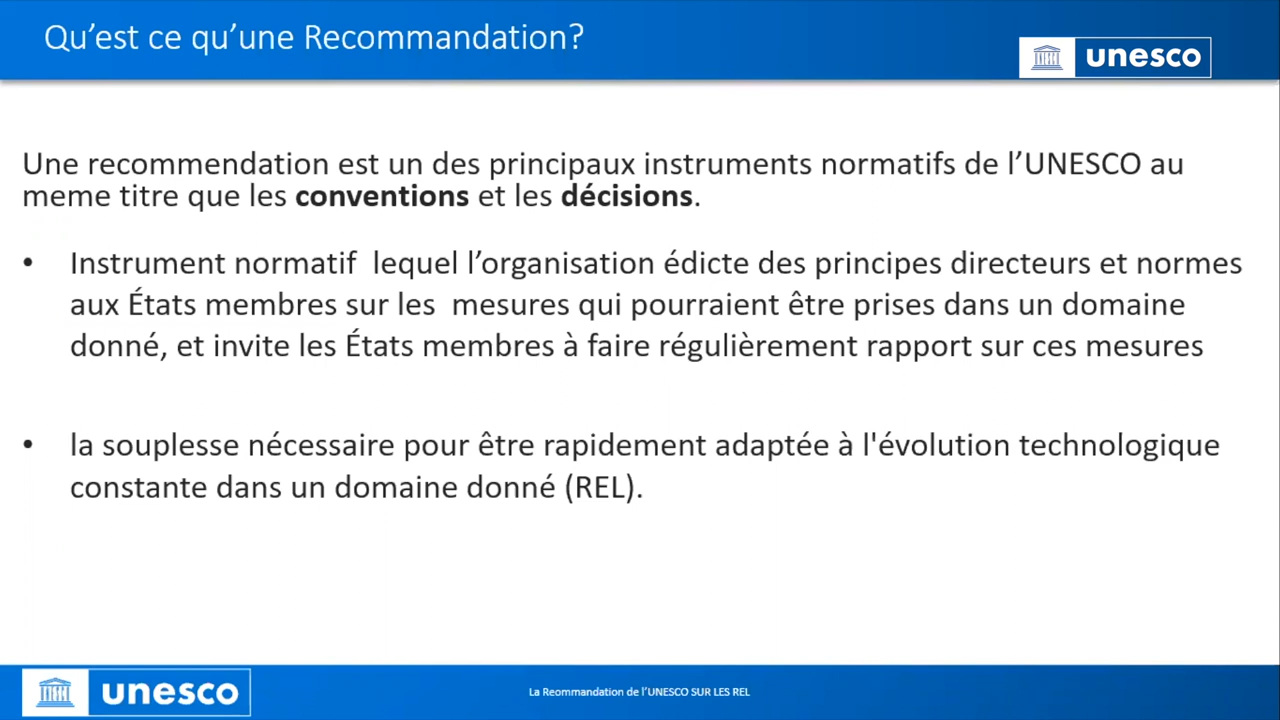 Qu’est ce qu’une Recommandation?
unesco
Une recommendation est un des principaux instruments normatifs de l’UNESCO au
meme titre que les conventions et les décisions.
• Instrument normatif lequel l’organisation édicte des principes directeurs et normes
aux États membres sur les mesures qui pourraient être prises dans un domaine
donné, et invite les États membres à faire régulièrement rapport sur ces mesures
• la souplesse nécessaire pour être rapidement adaptée à l'évolution technologique
constante dans un domaine donné (REL).
unesco
La Reommandation de l’UNESCO SUR LES REL